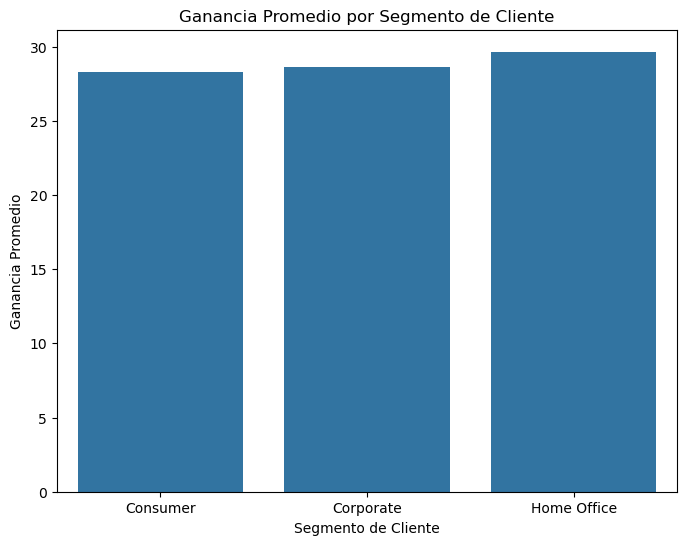 Ganancia Promedio por Segmento de Cliente
Ganancia Promedio
30
25
20
15
10
5
0
Consumer Corporate Home Office
Segmento de Cliente